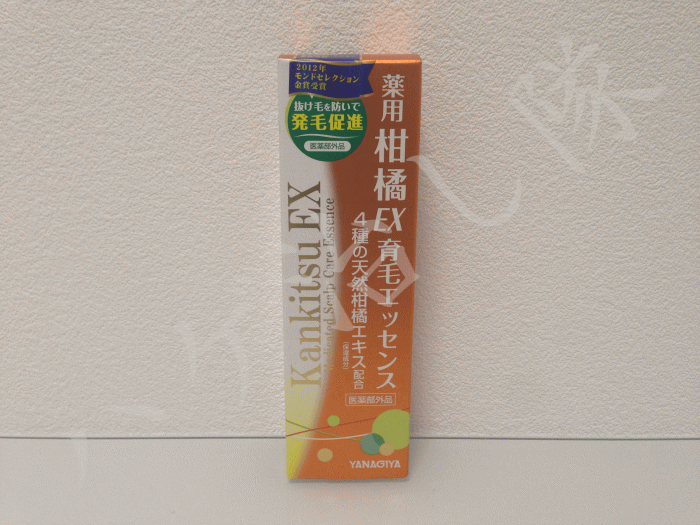 2012年
モンドセレクション
金賞受賞
抜け毛を防いで
発毛促進
医薬部外品
薬用
柑橘
EX
育毛エッセンス
4種の天然柑橘エキス配合
(保湿成分)
医薬部外品
Kankitsu EX
Medicated Scalp Care Essence
YANAGIYA